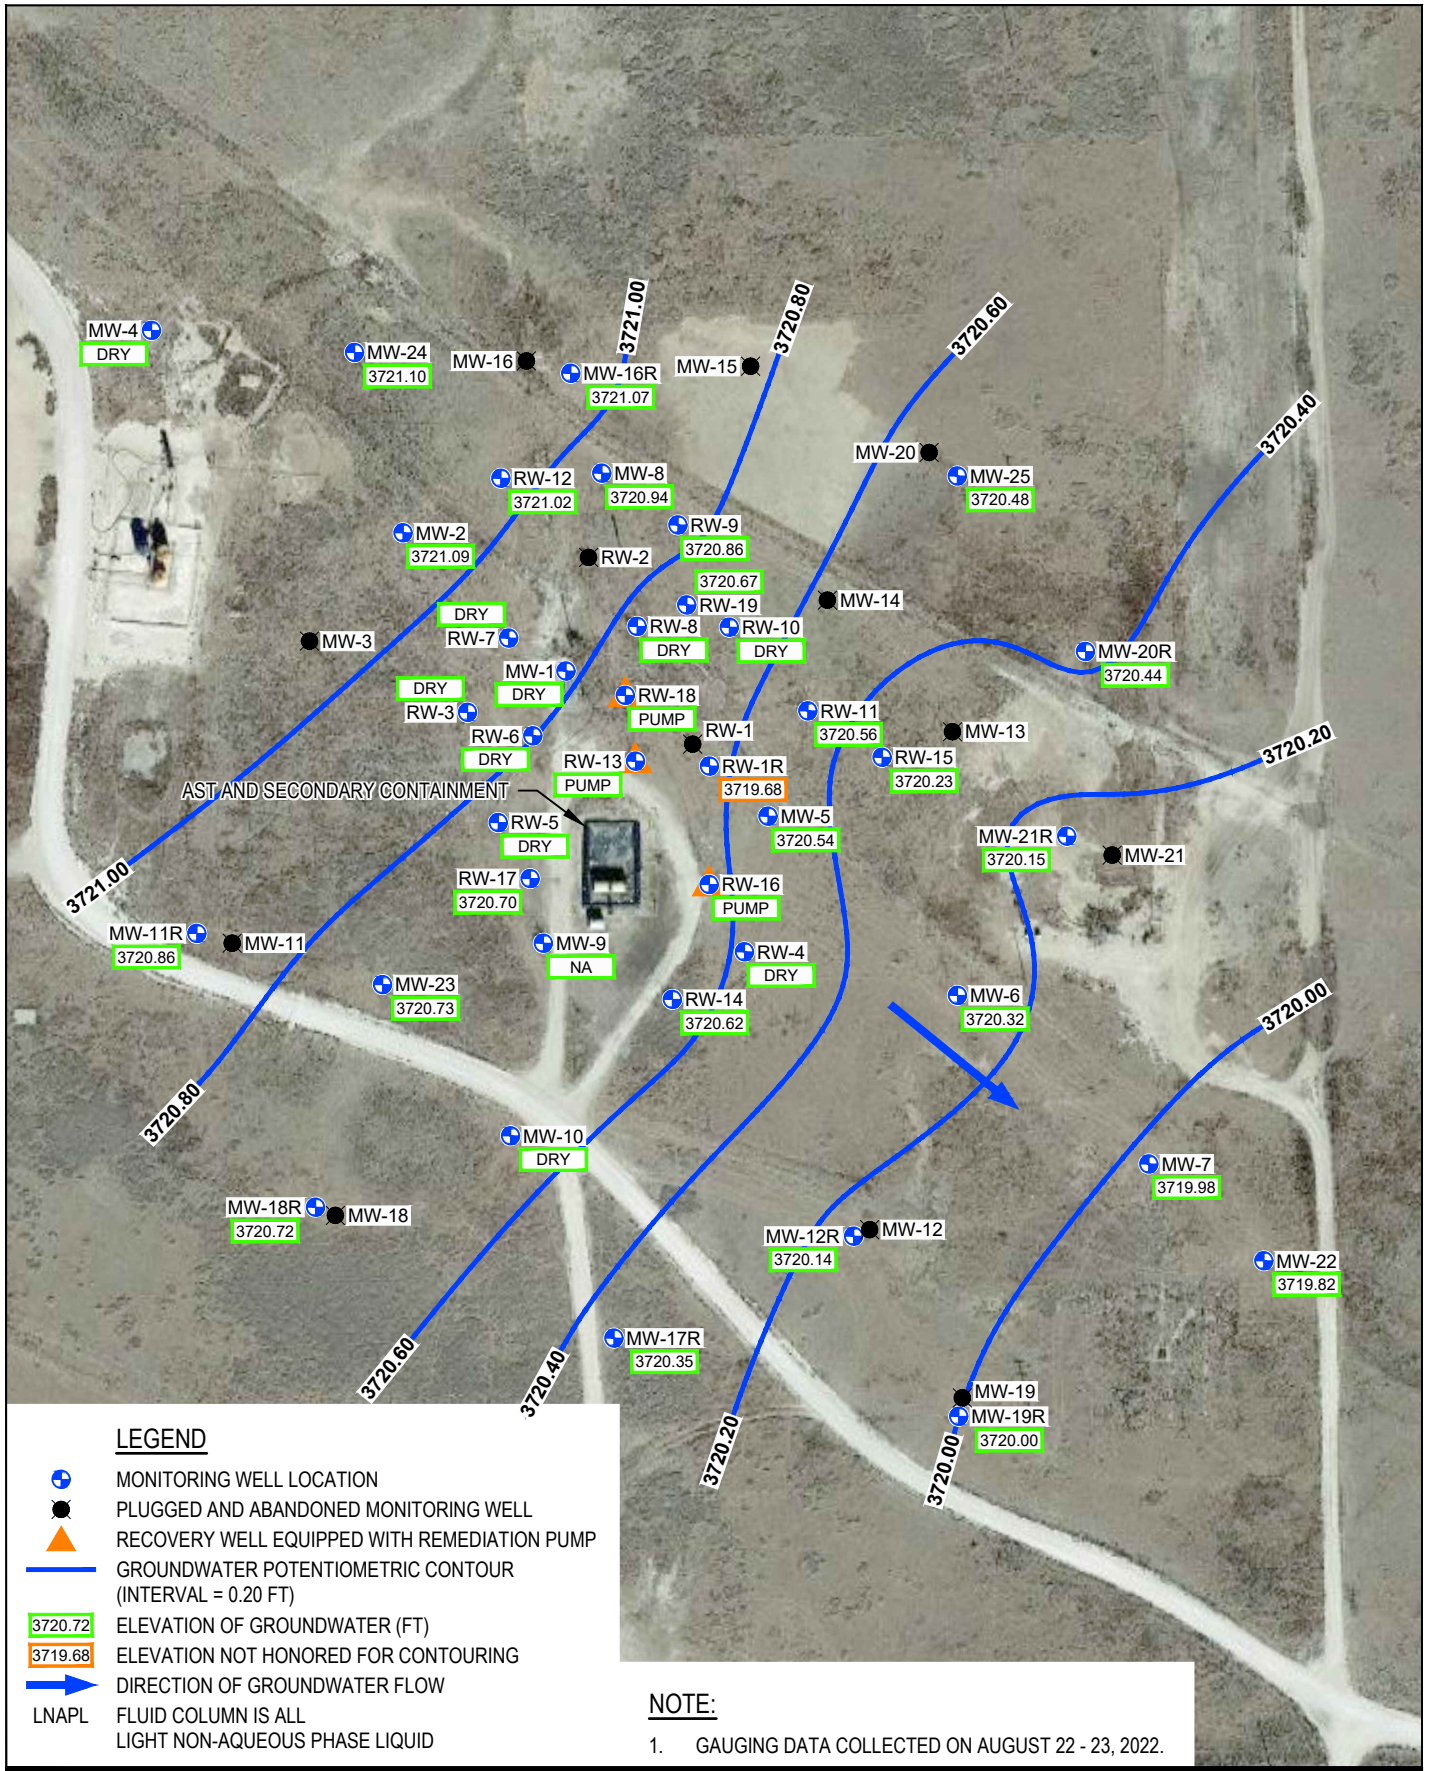 3721.00
3720.80
3720.60
3720.40
MW-4
DRY
MW-24
3721.10
MW-16
MW-16R
3721.07
MW-15
MW-20
MW-25
3720.48
RW-12
3721.02
MW-8
3720.94
MW-2
3721.09
RW-9
3720.86
RW-2
3720.67
RW-19
MW-14
DRY
RW-7
RW-8
DRY
RW-10
DRY
MW-3
MW-1
DRY
MW-20R
3720.44
DRY
RW-3
RW-18
PUMP
RW-11
3720.56
RW-6
DRY
RW-1
MW-13
3720.20
RW-13
PUMP
RW-1R
3719.68
RW-15
3720.23
AST AND SECONDARY CONTAINMENT
RW-5
DRY
MW-5
3720.54
MW-21R
3720.15
MW-21
3721.00
RW-17
3720.70
RW-16
PUMP
MW-11R
3720.86
MW-11
MW-9
NA
RW-4
DRY
MW-23
3720.73
RW-14
3720.62
MW-6
3720.32
3720.00
3720.80
MW-10
DRY
MW-7
3719.98
MW-18R
3720.72
MW-18
MW-12R
3720.14
MW-12
MW-22
3719.82
3720.60
3720.40
MW-17R
3720.35
3720.20
MW-19
MW-19R
3720.00
3720.00
LEGEND
MONITORING WELL LOCATION
PLUGGED AND ABANDONED MONITORING WELL
RECOVERY WELL EQUIPPED WITH REMEDIATION PUMP
GROUNDWATER POTENTIOMETRIC CONTOUR
(INTERVAL = 0.20 FT)
3720.72 ELEVATION OF GROUNDWATER (FT)
3719.68 ELEVATION NOT HONORED FOR CONTOURING
DIRECTION OF GROUNDWATER FLOW
LNAPL FLUID COLUMN IS ALL
LIGHT NON-AQUEOUS PHASE LIQUID
NOTE:
1. GAUGING DATA COLLECTED ON AUGUST 22 - 23, 2022.